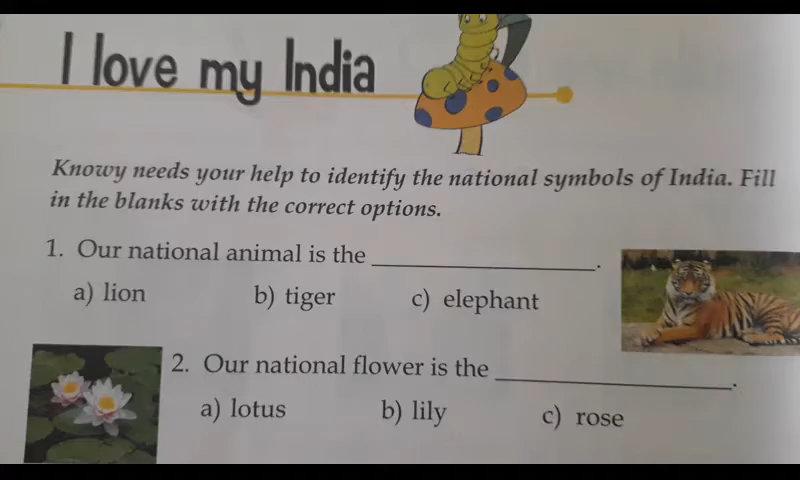 I love my India
Knowy needs your help to identify the national symbols of India. Fill
in the blanks with the correct options.
1. Our national animal is the ____________________.
a) lion b) tiger c) elephant
2. Our national flower is the ____________________.
a) lotus b) lily c) rose